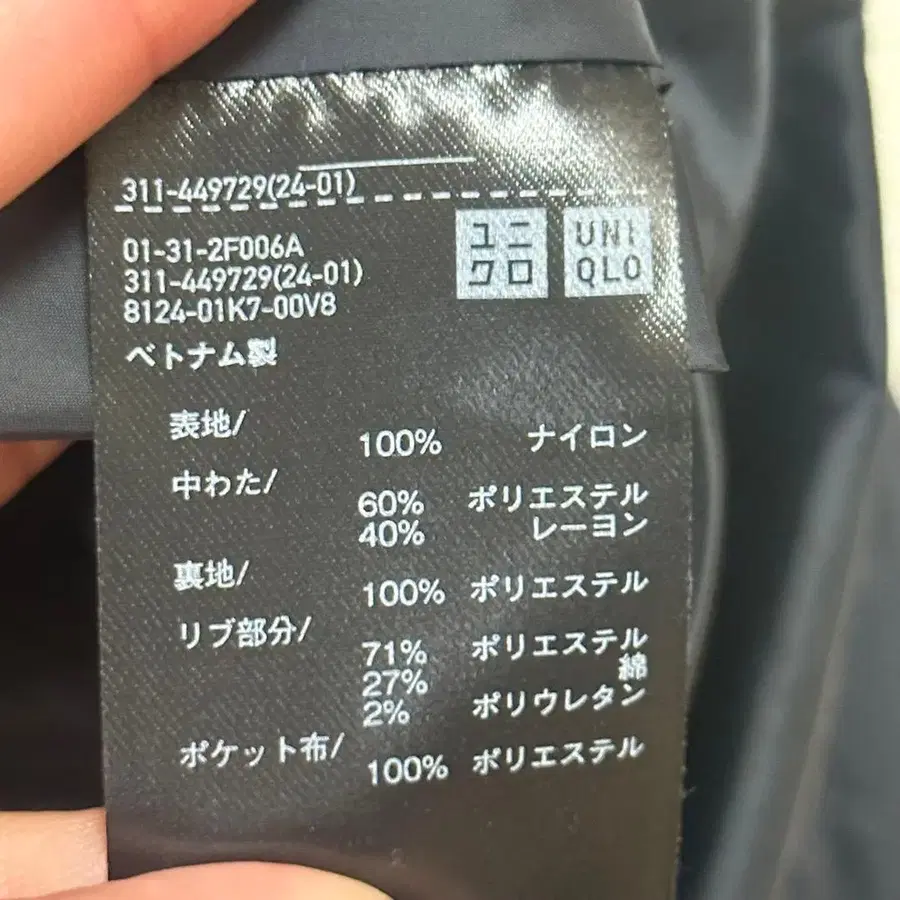 311-449729(24-01)
ユニ
クロ
UNI
QLO
01-31-2F006A
311-449729(24-01)
8124-01K7-00V8
ベトナム製
表地/
100% ナイロン
中わた/
60% ポリエステル
40% レーヨン
裏地/
100% ポリエステル
リブ部分/
71% ポリエステル
27% 綿
2% ポリウレタン
ポケット布/
100% ポリエステル